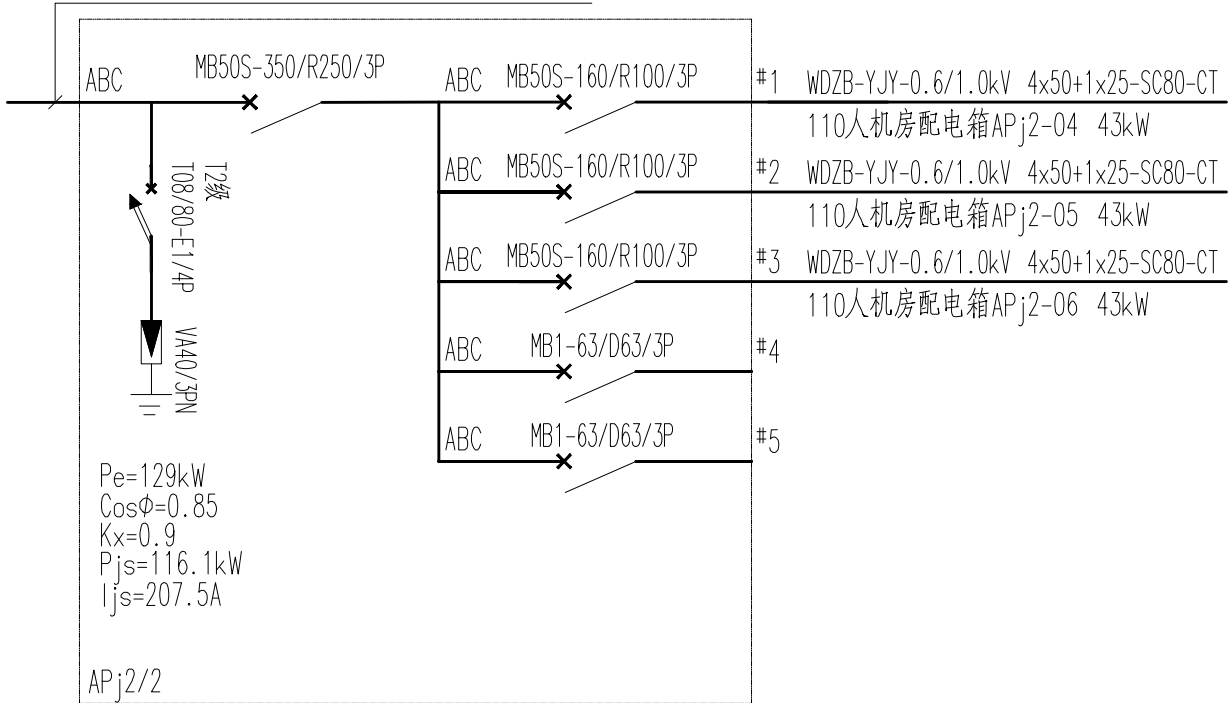 ABC MB50S-350/R250/3P
ABC MB50S-160/R100/3P #1 WDZB-YJY-0.6/1.0kV 4x50+1x25-SC80-CT
110人机房配电箱APj2-04 43kW
ABC MB50S-160/R100/3P #2 WDZB-YJY-0.6/1.0kV 4x50+1x25-SC80-CT
110人机房配电箱APj2-05 43kW
ABC MB50S-160/R100/3P #3 WDZB-YJY-0.6/1.0kV 4x50+1x25-SC80-CT
110人机房配电箱APj2-06 43kW
ABC MB1-63/D63/3P #4
ABC MB1-63/D63/3P #5
T2级
T08/80-E1/4P
VA40/3PN
Pe=129kW
CosΦ=0.85
Kx=0.9
Pjs=116.1kW
Ijs=207.5A
APj2/2